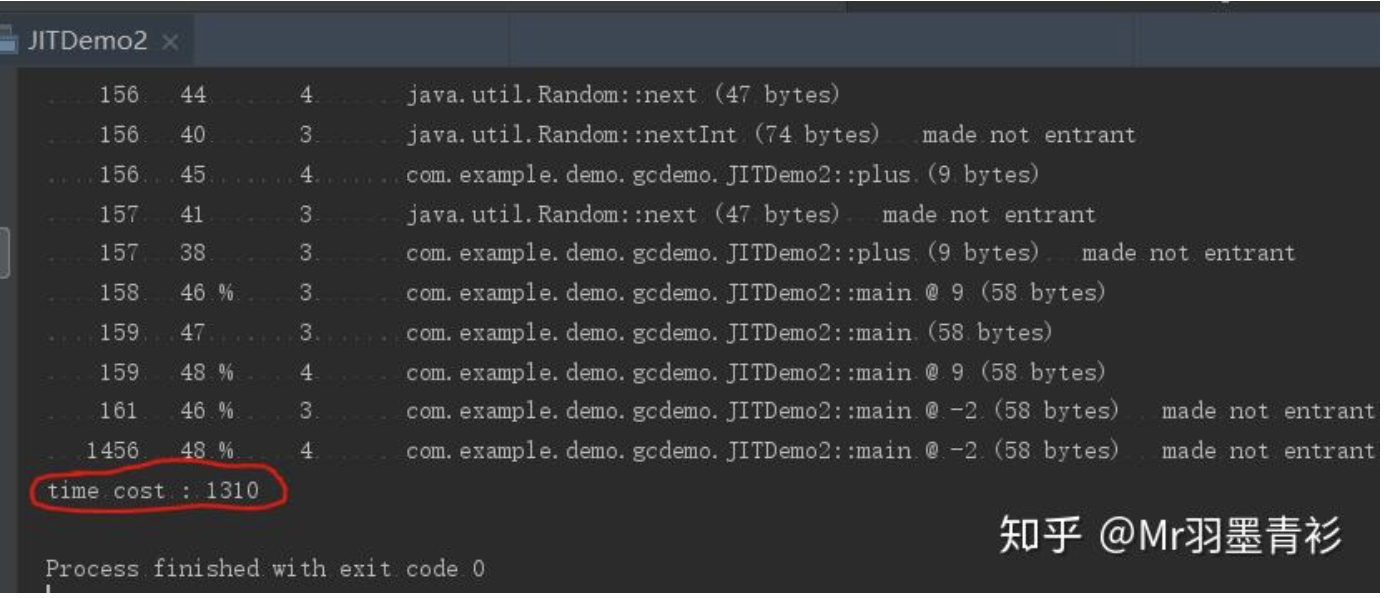 JITDemo2 ×
156 44 4 java.util.Random::next (47 bytes)
156 40 3 java.util.Random::nextInt (74 bytes) made not entrant
156 45 4 com.example.demo.gcdemo.JITDemo2::plus (9 bytes)
157 41 3 java.util.Random::next (47 bytes) made not entrant
157 38 3 com.example.demo.gcdemo.JITDemo2::plus (9 bytes) made not entrant
158 46 % 3 com.example.demo.gcdemo.JITDemo2::main @ 9 (58 bytes)
159 47 3 com.example.demo.gcdemo.JITDemo2::main (58 bytes)
159 48 % 4 com.example.demo.gcdemo.JITDemo2::main @ 9 (58 bytes)
161 46 % 3 com.example.demo.gcdemo.JITDemo2::main @ -2 (58 bytes) made not entrant
1456 48 % 4 com.example.demo.gcdemo.JITDemo2::main @ -2 (58 bytes) made not entrant
time cost : 1310
知乎 @Mr羽墨青衫
Process finished with exit code 0